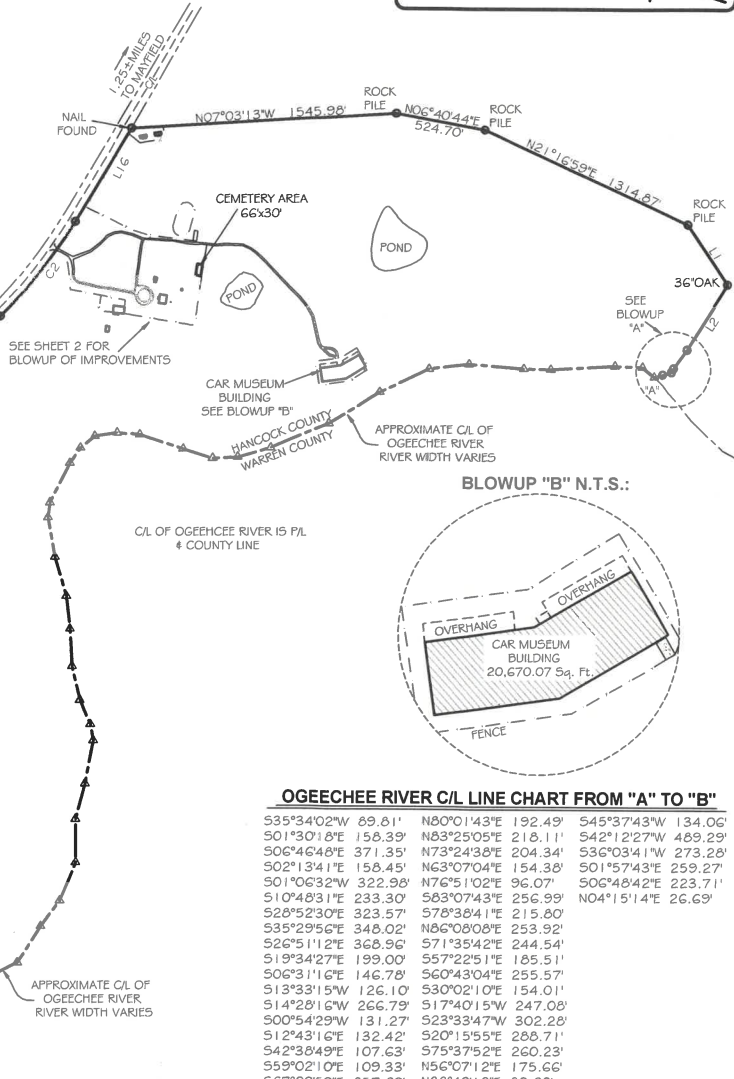 1.25±MILES
TO MAYFIELD
C/L
NAIL
FOUND
N07°03'13"W 1545.98'
ROCK
PILE
N06°40'44"E
524.70'
ROCK
PILE
N21°16'59"E 1314.87'
ROCK
PILE
L16
L1
36"OAK
L2
CEMETERY AREA
66'x30'
POND
POND
C2
SEE
BLOWUP
"A"
"A"
SEE SHEET 2 FOR
BLOWUP OF IMPROVEMENTS
CAR MUSEUM
BUILDING
SEE BLOWUP "B"
HANCOCK COUNTY
WARREN COUNTY
APPROXIMATE C/L OF
OGEECHEE RIVER
RIVER WIDTH VARIES
C/L OF OGEEHCEE RIVER IS P/L
& COUNTY LINE
BLOWUP "B" N.T.S.:
OVERHANG
OVERHANG
CAR MUSEUM
BUILDING
20,670.07 Sq. Ft.
FENCE
APPROXIMATE C/L OF
OGEECHEE RIVER
RIVER WIDTH VARIES
OGEECHEE RIVER C/L LINE CHART FROM "A" TO "B"
S35°34'02"W 89.81' N80°01'43"E 192.49' S45°37'43"W 134.06'
S01°30'18"E 158.39' N83°25'05"E 218.11' S42°12'27"W 489.29'
S06°46'48"E 371.35' N73°24'38"E 204.34' S36°03'41"W 273.28'
S02°13'41"E 158.45' N63°07'04"E 154.38' S01°57'43"E 259.27'
S01°06'32"W 322.98' N76°51'02"E 96.07' S06°48'42"E 223.71'
S10°48'31"E 233.30' S83°07'43"E 256.99' N04°15'14"E 26.69'
S28°52'30"E 323.57' S78°38'41"E 215.80'
S35°29'56"E 348.02' N86°08'08"E 253.92'
S26°51'12"E 368.96' S71°35'42"E 244.54'
S19°34'27"E 199.00' S57°22'51"E 185.51'
S06°31'16"E 146.78' S60°43'04"E 255.57'
S13°33'15"W 126.10' S30°02'10"E 154.01'
S14°28'16"W 266.79' S17°40'15"W 247.08'
S00°54'29"W 131.27' S23°33'47"W 302.28'
S12°43'16"E 132.42' S20°15'55"E 288.71'
S42°38'49"E 107.63' S75°37'52"E 260.23'
S59°02'10"E 109.33' N56°07'12"E 175.66'